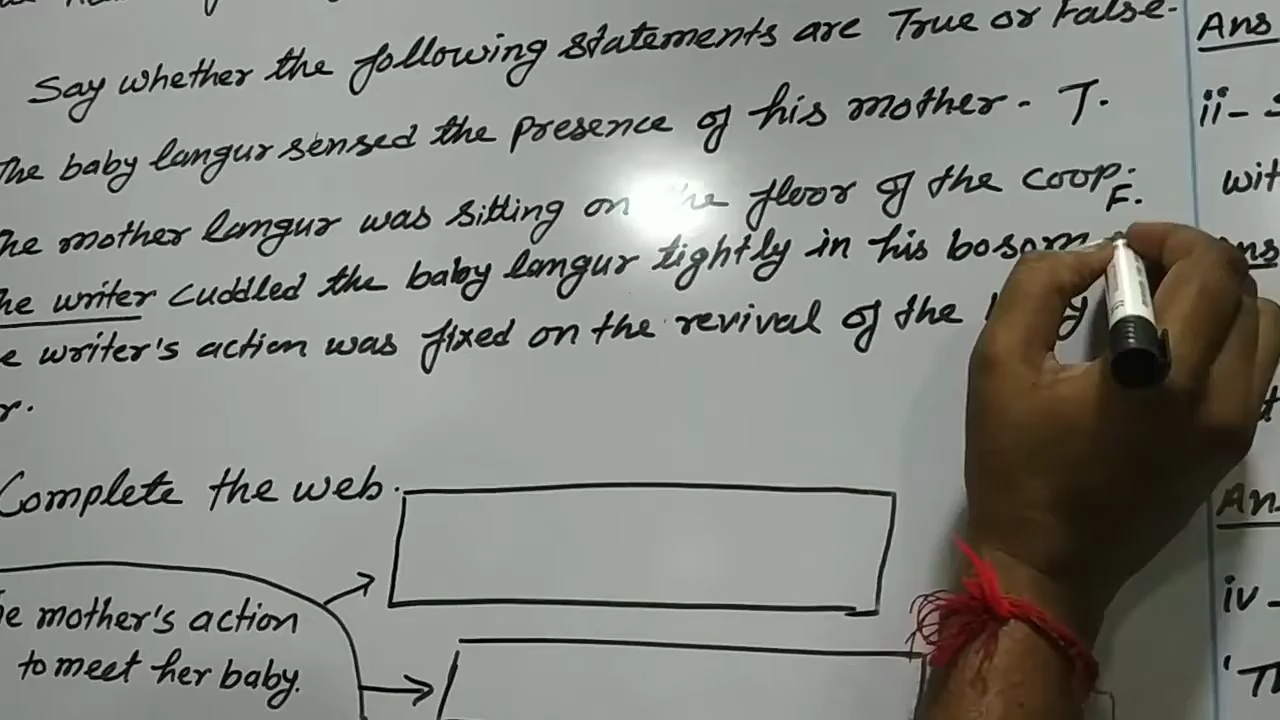 Say whether the following statements are True or False.
The baby langur sensed the presence of his mother - T.
The mother langur was sitting on the floor of the coop. F.
he writer cuddled the baby langur tightly in his bosom
e writer's action was fixed on the revival of the
r.
Complete the web.
e mother's action
to meet her baby.
Ans
ii-
wit
ns
An
iv-
'Th